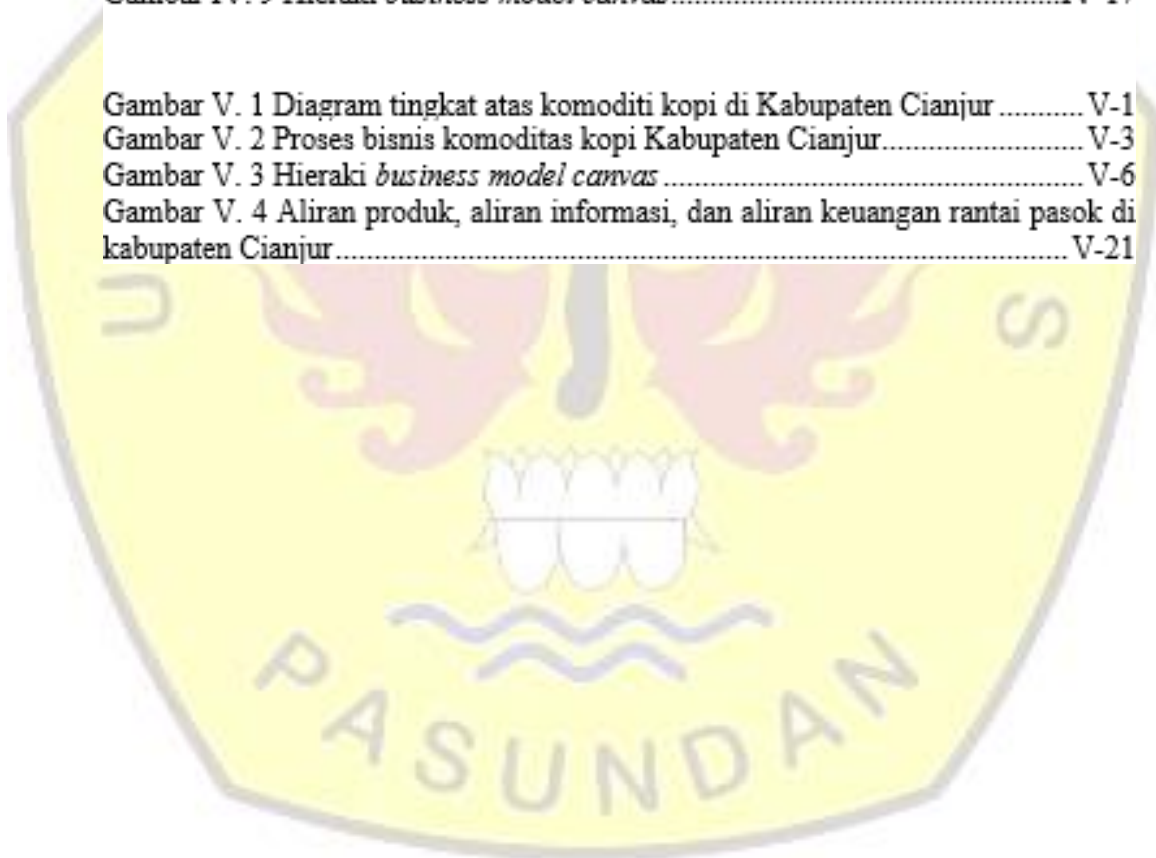 Gambar V. 1 Diagram tingkat atas komoditi kopi di Kabupaten Cianjur ........... V-1
Gambar V. 2 Proses bisnis komoditas kopi Kabupaten Cianjur.......................... V-3
Gambar V. 3 Hieraki business model canvas ...................................................... V-6
Gambar V. 4 Aliran produk, aliran informasi, dan aliran keuangan rantai pasok di
kabupaten Cianjur............................................................................................... V-21
U S
PASUNDAN